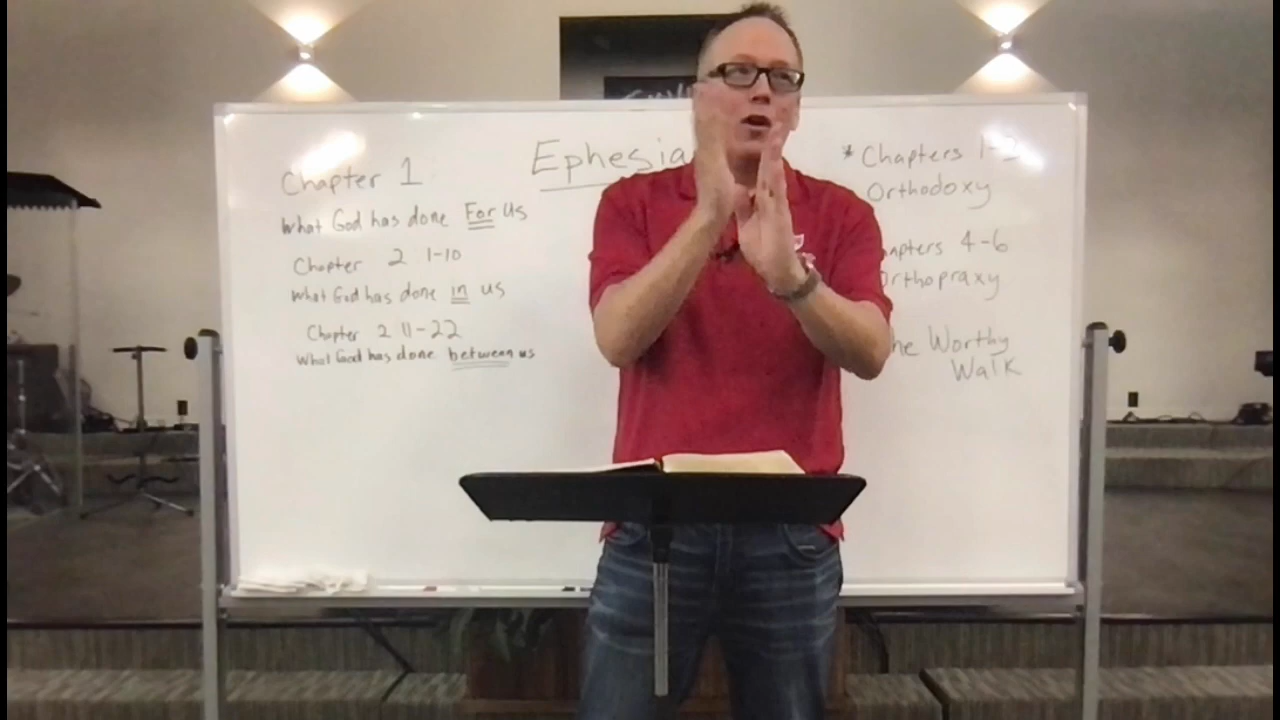 Ephesia
Chapter 1
What God has done For Us
Chapter 2 1-10
What God has done in us
Chapter 2 11-22
What God has done between us
* Chapters 1-3
Orthodoxy
apters 4-6
Orthopraxy
he Worthy
Walk